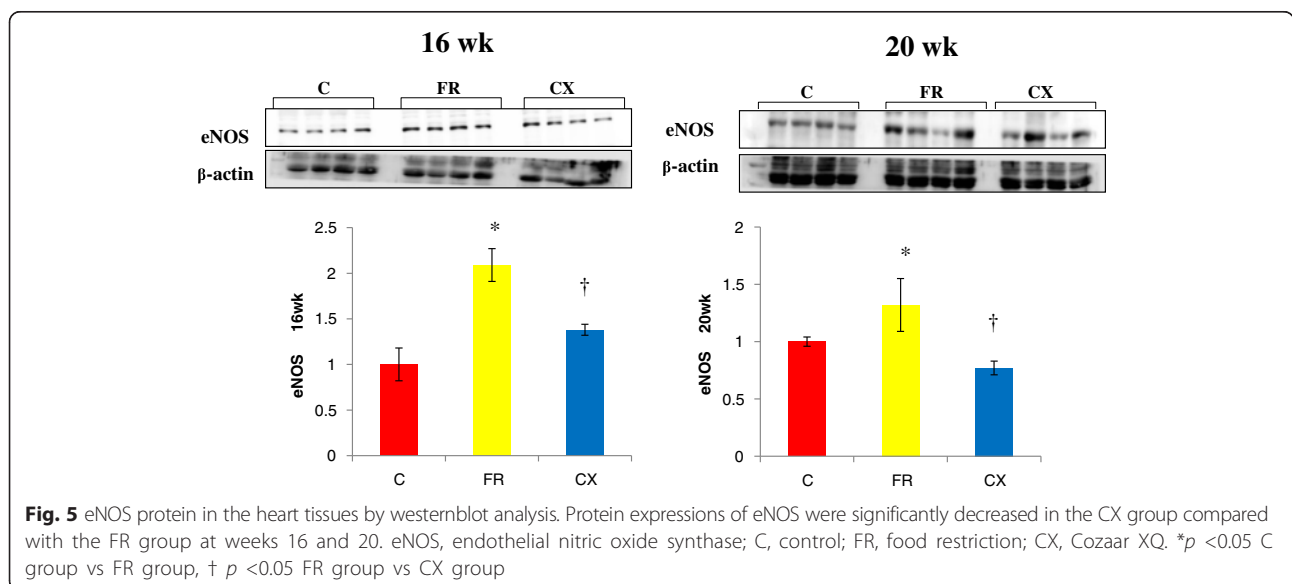 16 wk
20 wk
C FR CX
C FR CX
eNOS
β-actin
eNOS
β-actin
eNOS 16wk
2.5
2
1.5
1
0.5
0
*
†
C FR CX
eNOS 20wk
2
1.5
1
0.5
0
*
†
C FR CX
Fig. 5 eNOS protein in the heart tissues by westernblot analysis. Protein expressions of eNOS were significantly decreased in the CX group compared
with the FR group at weeks 16 and 20. eNOS, endothelial nitric oxide synthase; C, control; FR, food restriction; CX, Cozaar XQ. *p <0.05 C
group vs FR group, † p <0.05 FR group vs CX group